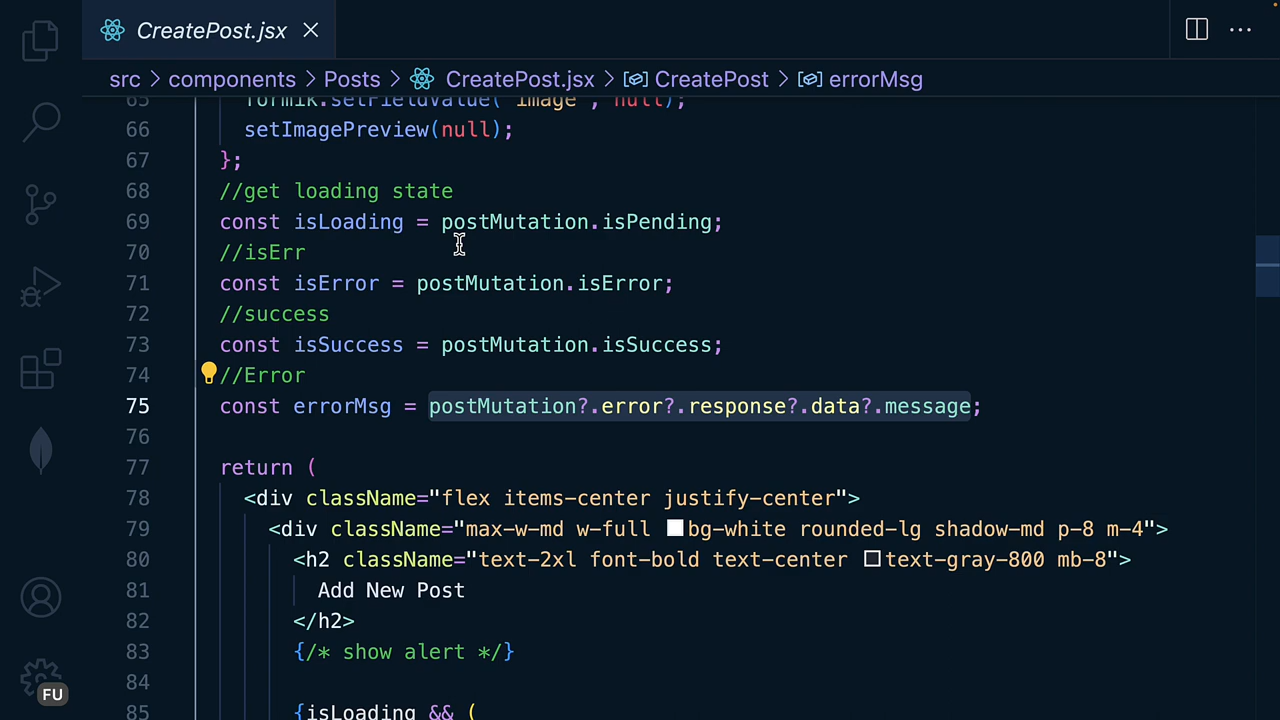 CreatePost.jsx
src > components > Posts > CreatePost.jsx > CreatePost > errorMsg
65 formik.setFieldValue("image", null);
66 setImagePreview(null);
67 };
68 //get loading state
69 const isLoading = postMutation.isPending;
70 //isErr
71 const isError = postMutation.isError;
72 //success
73 const isSuccess = postMutation.isSuccess;
74 //Error
75 const errorMsg = postMutation?.error?.response?.data?.message;
76
77 return (
78 <div className="flex items-center justify-center">
79 <div className="max-w-md w-full bg-white rounded-lg shadow-md p-8 m-4">
80 <h2 className="text-2xl font-bold text-center text-gray-800 mb-8">
81 Add New Post
82 </h2>
83 {/* show alert */}
84
85 {isLoading && (
FU